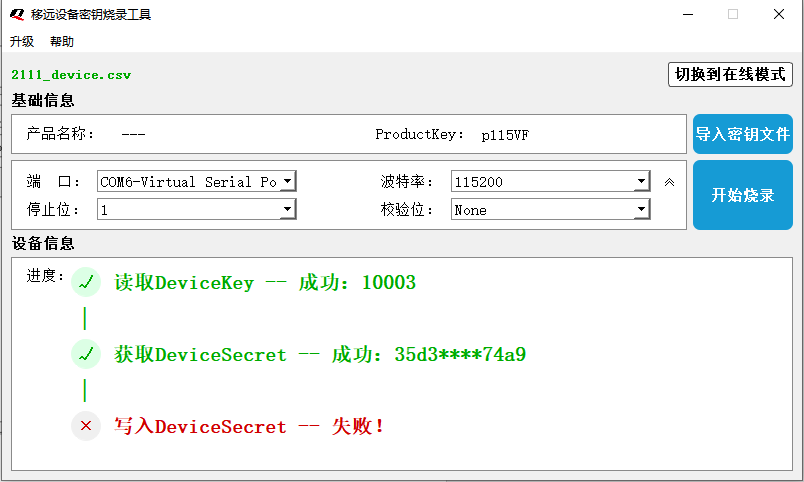 移远设备密钥烧录工具
升级 帮助
2111_device.csv 切换到在线模式
基础信息
产品名称： --- ProductKey： p115VF 导入密钥文件
端 口： COM6-Virtual Serial Po 波特率： 115200 开始烧录
停止位： 1 校验位： None
设备信息
进度： 读取DeviceKey -- 成功：10003
获取DeviceSecret -- 成功：35d3****74a9
写入DeviceSecret -- 失败！